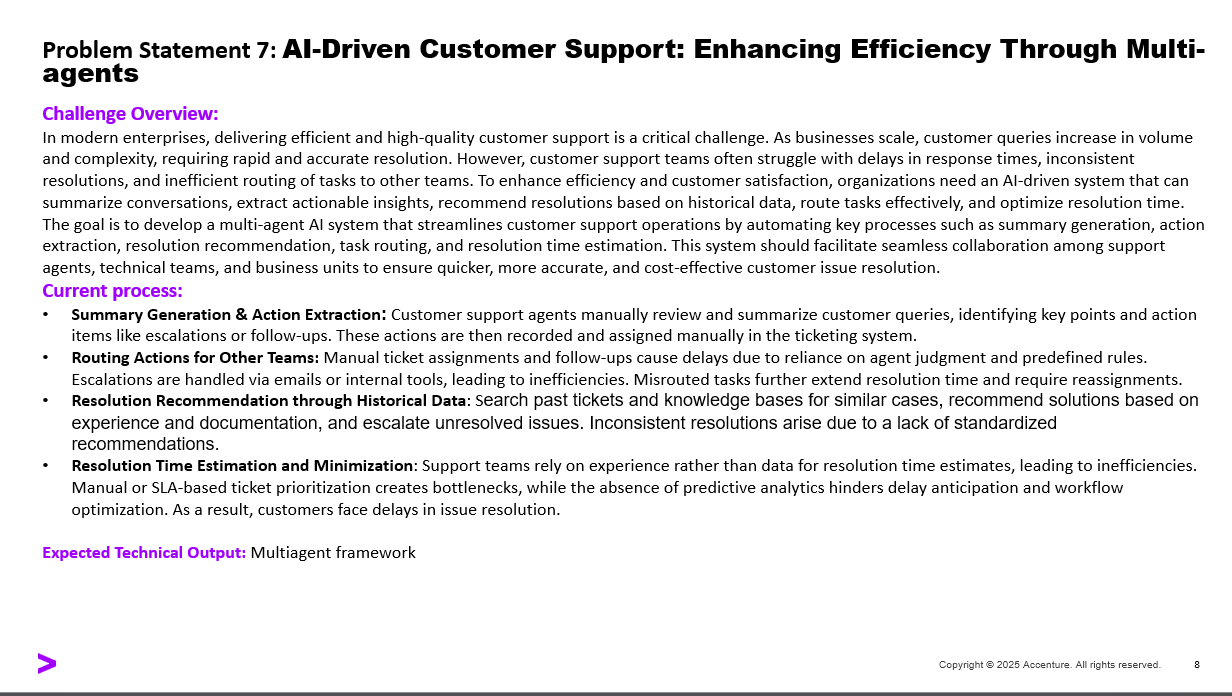 Problem Statement 7: AI-Driven Customer Support: Enhancing Efficiency Through Multi-
agents
Challenge Overview:
In modern enterprises, delivering efficient and high-quality customer support is a critical challenge. As businesses scale, customer queries increase in volume
and complexity, requiring rapid and accurate resolution. However, customer support teams often struggle with delays in response times, inconsistent
resolutions, and inefficient routing of tasks to other teams. To enhance efficiency and customer satisfaction, organizations need an AI-driven system that can
summarize conversations, extract actionable insights, recommend resolutions based on historical data, route tasks effectively, and optimize resolution time.
The goal is to develop a multi-agent AI system that streamlines customer support operations by automating key processes such as summary generation, action
extraction, resolution recommendation, task routing, and resolution time estimation. This system should facilitate seamless collaboration among support
agents, technical teams, and business units to ensure quicker, more accurate, and cost-effective customer issue resolution.
Current process:
• Summary Generation & Action Extraction: Customer support agents manually review and summarize customer queries, identifying key points and action
items like escalations or follow-ups. These actions are then recorded and assigned manually in the ticketing system.
• Routing Actions for Other Teams: Manual ticket assignments and follow-ups cause delays due to reliance on agent judgment and predefined rules.
Escalations are handled via emails or internal tools, leading to inefficiencies. Misrouted tasks further extend resolution time and require reassignments.
• Resolution Recommendation through Historical Data: Search past tickets and knowledge bases for similar cases, recommend solutions based on
experience and documentation, and escalate unresolved issues. Inconsistent resolutions arise due to a lack of standardized
recommendations.
• Resolution Time Estimation and Minimization: Support teams rely on experience rather than data for resolution time estimates, leading to inefficiencies.
Manual or SLA-based ticket prioritization creates bottlenecks, while the absence of predictive analytics hinders delay anticipation and workflow
optimization. As a result, customers face delays in issue resolution.
Expected Technical Output: Multiagent framework
Copyright © 2025 Accenture. All rights reserved. 8